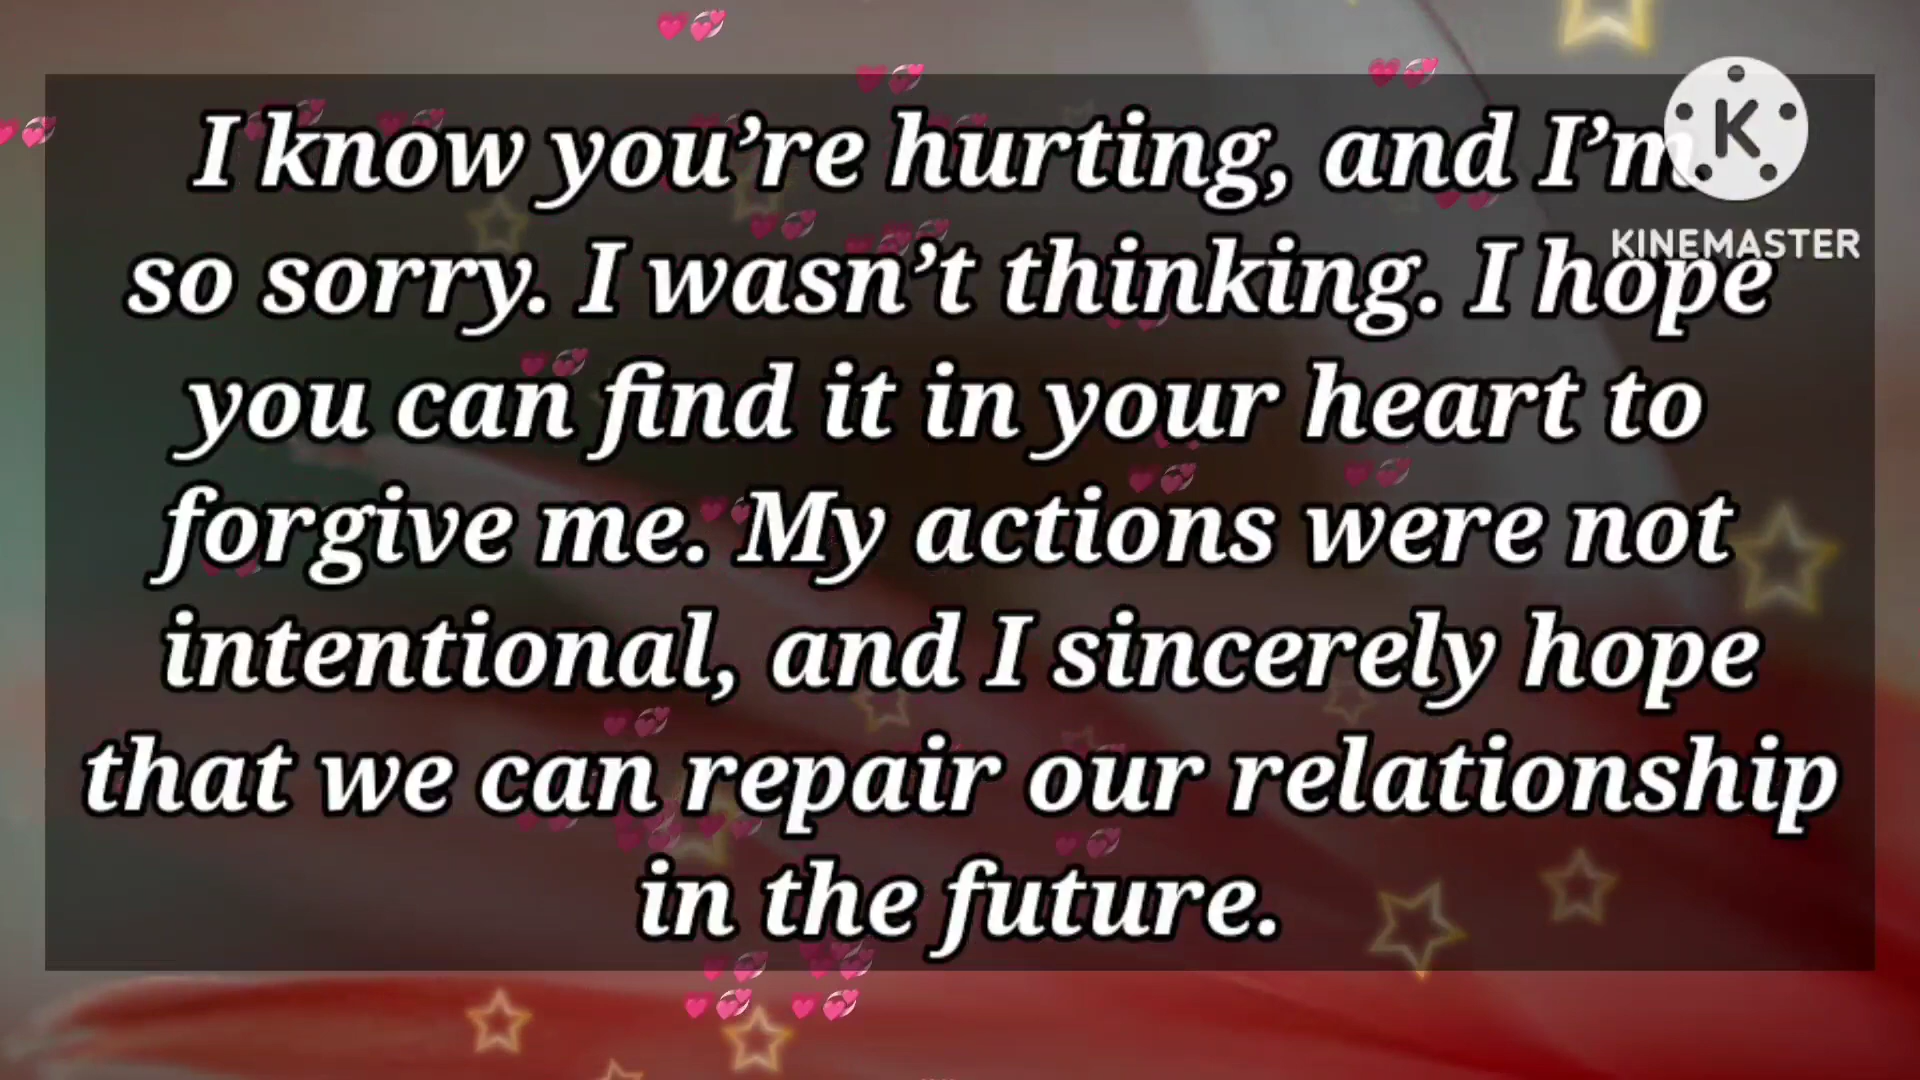 I know you’re hurting, and I’m
so sorry. I wasn’t thinking. I hope
you can find it in your heart to
forgive me. My actions were not
intentional, and I sincerely hope
that we can repair our relationship
in the future.
K
KINEMASTER